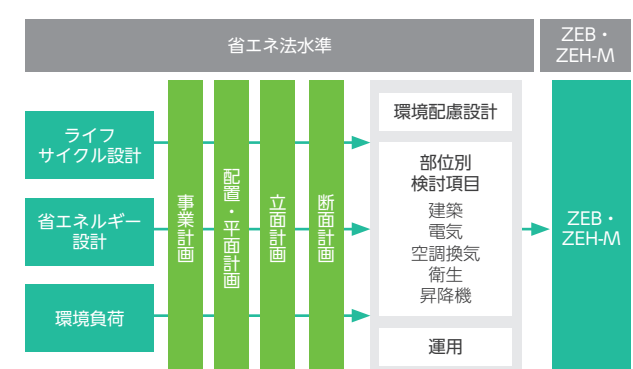 省エネ法水準
ZEB・
ZEH-M
ライフ
サイクル設計
省エネルギー
設計
環境負荷
事業計画
配置・平面計画
立面計画
断面計画
環境配慮設計
部位別
検討項目
建築
電気
空調換気
衛生
昇降機
運用
ZEB・
ZEH-M